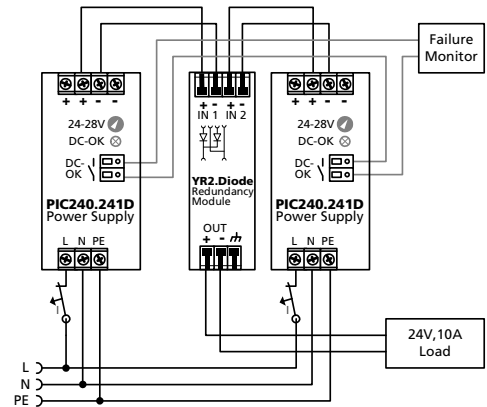 Failure
Monitor
+ + - -
24-28V
DC-OK
DC-
OK
PIC240.241D
Power Supply
L N PE
+ - + -
IN 1 IN 2
YR2.Diode
Redundancy
Module
OUT
+ -
+ + - -
24-28V
DC-OK
DC-
OK
PIC240.241D
Power Supply
L N PE
I
I
24V,10A
Load
L
N
PE